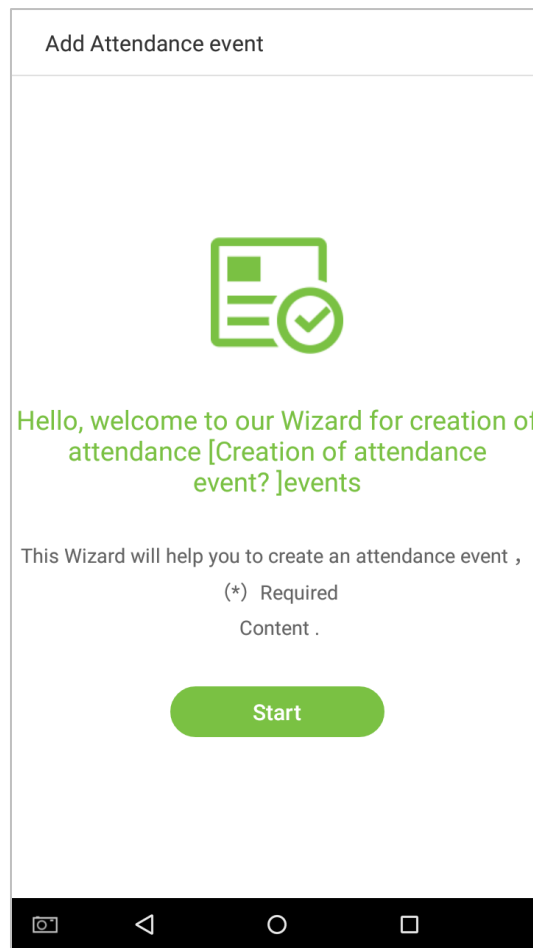 Add Attendance event
Hello, welcome to our Wizard for creation of
attendance [Creation of attendance
event? ]events
This Wizard will help you to create an attendance event ，
（*）Required
Content .
Start